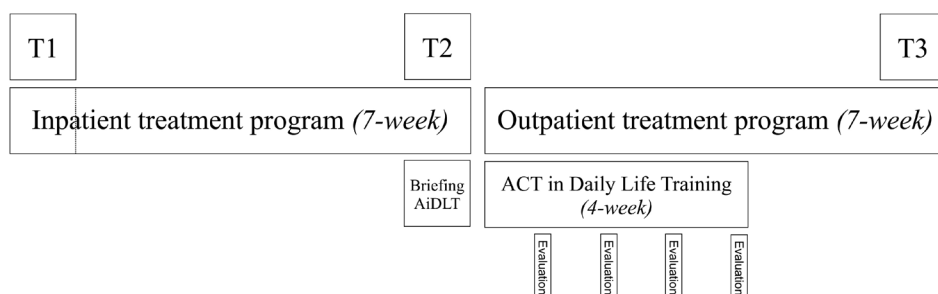 T1
T2
T3
Inpatient treatment program (7-week)
Outpatient treatment program (7-week)
Briefing
AiDLT
ACT in Daily Life Training
(4-week)
Evaluation
Evaluation
Evaluation
Evaluation